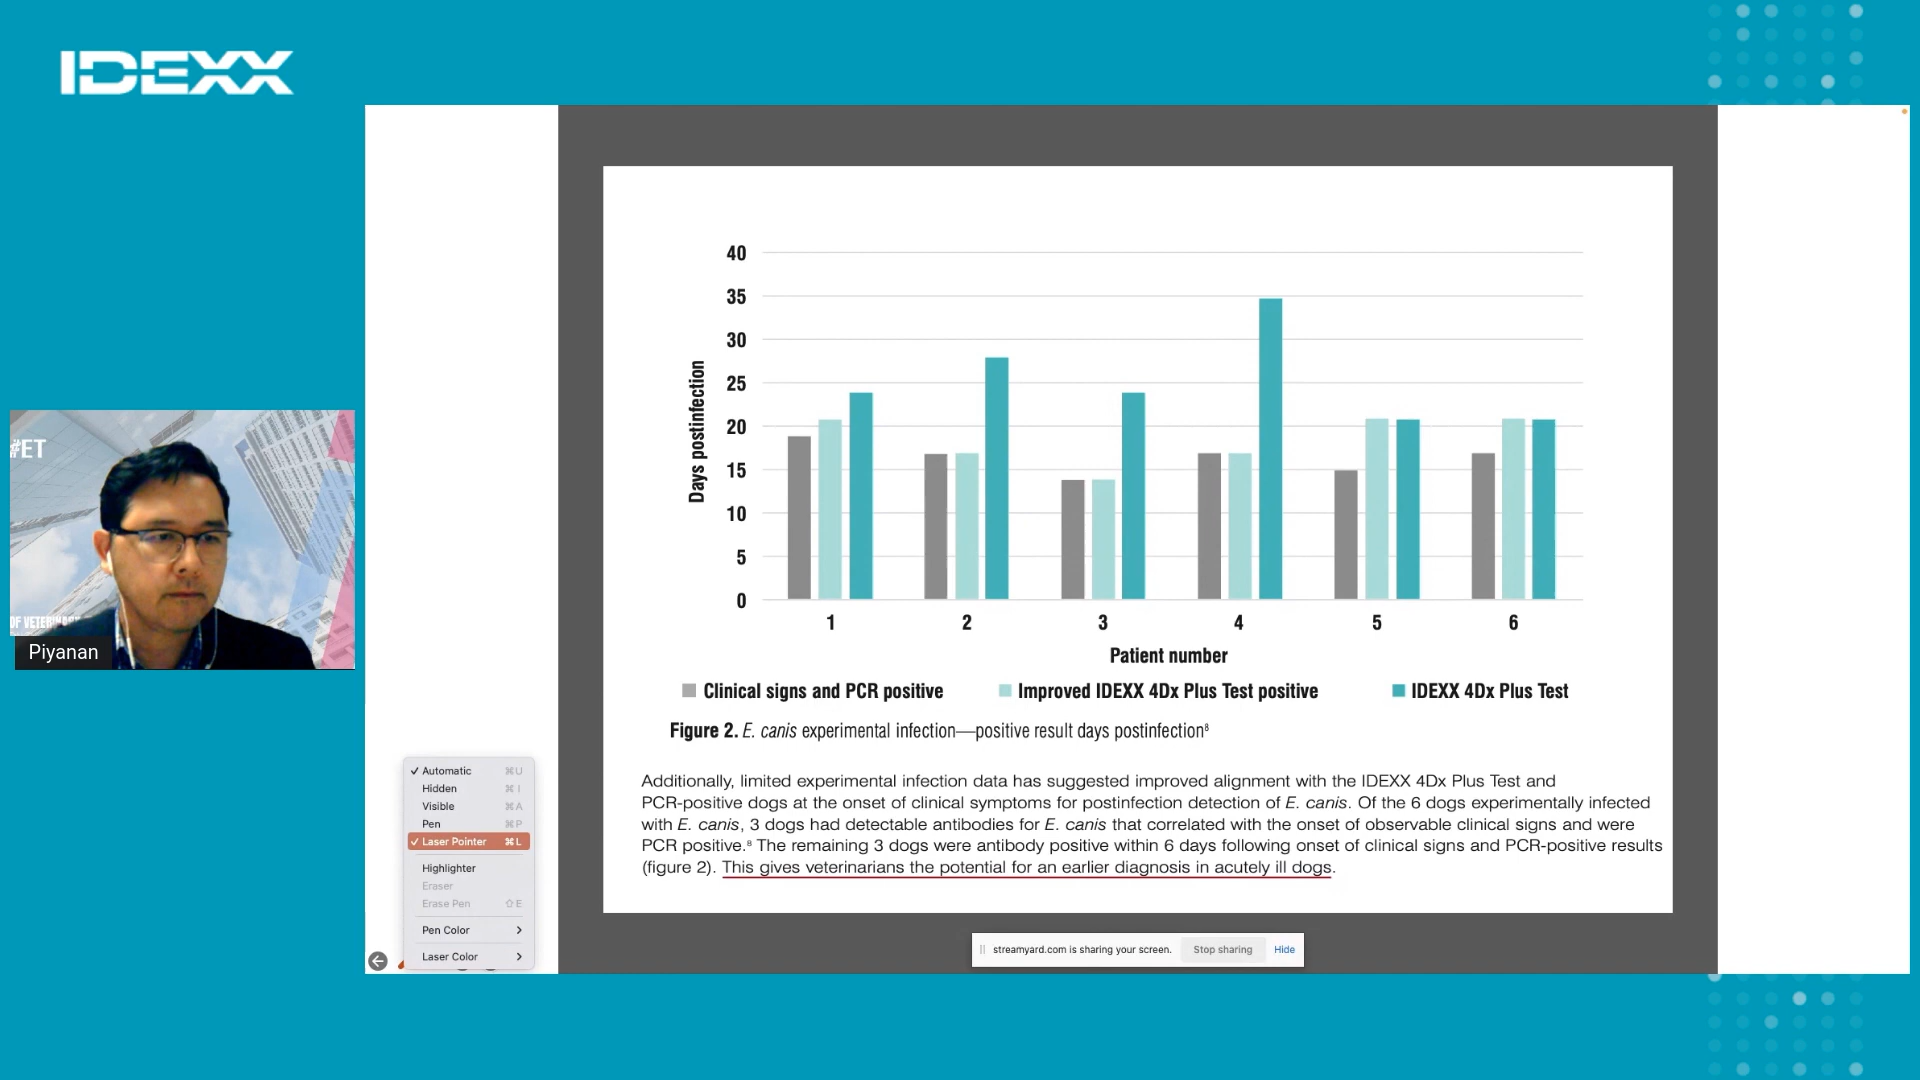 IDEXX
#ET
OF VETERINAR
Piyanan
40
35
30
25
20
15
10
5
0
Days postinfection
1 2 3 4 5 6
Patient number
Clinical signs and PCR positive Improved IDEXX 4Dx Plus Test positive IDEXX 4Dx Plus Test
Figure 2. E. canis experimental infection—positive result days postinfection⁸
Additionally, limited experimental infection data has suggested improved alignment with the IDEXX 4Dx Plus Test and
PCR-positive dogs at the onset of clinical symptoms for postinfection detection of E. canis. Of the 6 dogs experimentally infected
with E. canis, 3 dogs had detectable antibodies for E. canis that correlated with the onset of observable clinical signs and were
PCR positive.⁸ The remaining 3 dogs were antibody positive within 6 days following onset of clinical signs and PCR-positive results
(figure 2). This gives veterinarians the potential for an earlier diagnosis in acutely ill dogs.
✓ Automatic ⌘U
Hidden ⌘I
Visible ⌘A
Pen ⌘P
✓ Laser Pointer ⌘L
Highlighter
Eraser
Erase Pen ⇧E
Pen Color >
Laser Color >
streamyard.com is sharing your screen. Stop sharing Hide